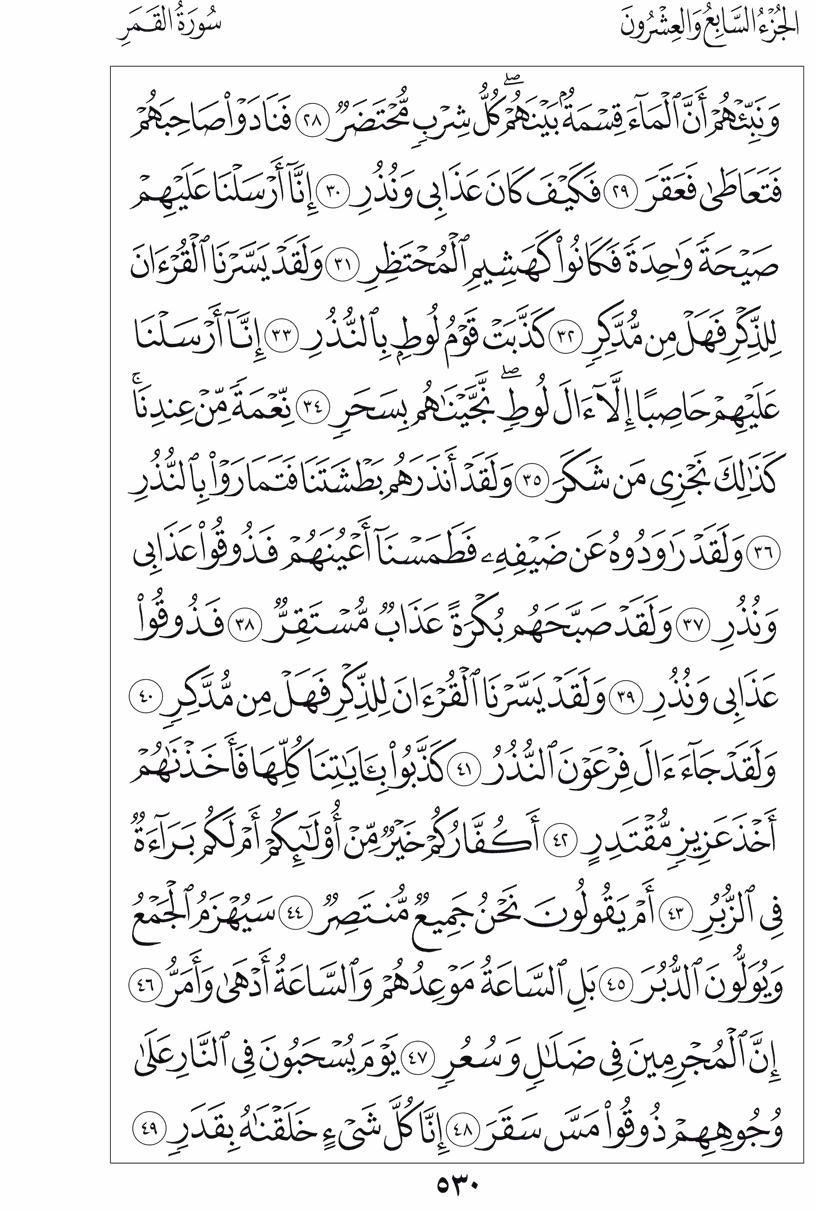 الجُزْءُ السَّابِعُ وَالعِشْرُونَ
سُورَةُ القَمَرِ
وَنَبِّئْهُمْ أَنَّ ٱلْمَآءَ قِسْمَةٌۢ بَيْنَهُمْۖ كُلُّ شِرْبٍ مُّحْتَضَرٌ ٢٨ فَنَادَوْا۟ صَاحِبَهُمْ
فَتَعَاطَىٰ فَعَقَرَ ٢٩ فَكَيْفَ كَانَ عَذَابِى وَنُذُرِ ٣٠ إِنَّآ أَرْسَلْنَا عَلَيْهِمْ
صَيْحَةً وَٰحِدَةً فَكَانُوا۟ كَهَشِيمِ ٱلْمُحْتَظِرِ ٣١ وَلَقَدْ يَسَّرْنَا ٱلْقُرْءَانَ
لِلذِّكْرِ فَهَلْ مِن مُّدَّكِرٍ ٣٢ كَذَّبَتْ قَوْمُ لُوطٍۭ بِٱلنُّذُرِ ٣٣ إِنَّآ أَرْسَلْنَا
عَلَيْهِمْ حَاصِبًا إِلَّآ ءَالَ لُوطٍۖ نَّجَّيْنَٰهُم بِسَحَرٍ ٣٤ نِّعْمَةً مِّنْ عِندِنَاۚ
كَذَٰلِكَ نَجْزِى مَن شَكَرَ ٣٥ وَلَقَدْ أَنذَرَهُم بَطْشَتَنَا فَتَمَارَوْا۟ بِٱلنُّذُرِ
٣٦ وَلَقَدْ رَٰوَدُوهُ عَن ضَيْفِهِۦ فَطَمَسْنَآ أَعْيُنَهُمْ فَذُوقُوا۟ عَذَابِى
وَنُذُرِ ٣٧ وَلَقَدْ صَبَّحَهُم بُكْرَةً عَذَابٌ مُّسْتَقِرٌّ ٣٨ فَذُوقُوا۟
عَذَابِى وَنُذُرِ ٣٩ وَلَقَدْ يَسَّرْنَا ٱلْقُرْءَانَ لِلذِّكْرِ فَهَلْ مِن مُّدَّكِرٍ ٤٠
وَلَقَدْ جَآءَ ءَالَ فِرْعَوْنَ ٱلنُّذُرُ ٤١ كَذَّبُوا۟ بِـَٔايَٰتِنَا كُلِّهَا فَأَخَذْنَٰهُمْ
أَخْذَ عَزِيزٍ مُّقْتَدِرٍ ٤٢ أَكُفَّارُكُمْ خَيْرٌ مِّنْ أُو۟لَٰٓئِكُمْ أَمْ لَكُم بَرَآءَةٌ
فِى ٱلزُّبُرِ ٤٣ أَمْ يَقُولُونَ نَحْنُ جَمِيعٌ مُّنتَصِرٌ ٤٤ سَيُهْزَمُ ٱلْجَمْعُ
وَيُوَلُّونَ ٱلدُّبُرَ ٤٥ بَلِ ٱلسَّاعَةُ مَوْعِدُهُمْ وَٱلسَّاعَةُ أَدْهَىٰ وَأَمَرُّ ٤٦
إِنَّ ٱلْمُجْرِمِينَ فِى ضَلَٰلٍ وَسُعُرٍ ٤٧ يَوْمَ يُسْحَبُونَ فِى ٱلنَّارِ عَلَىٰ
وُجُوهِهِمْ ذُوقُوا۟ مَسَّ سَقَرَ ٤٨ إِنَّا كُلَّ شَىْءٍ خَلَقْنَٰهُ بِقَدَرٍ ٤٩
٥٣٠